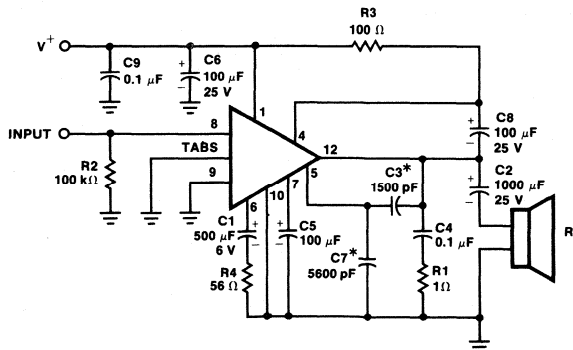 R3
100 Ω
V+
C9
0.1 µF
C6
+
100 µF
–
25 V
1
4
+
C8
100 µF
–
25 V
INPUT
8
TABS
12
R2
100 kΩ
9
5
C3*
1500 pF
+
C2
1000 µF
–
25 V
6
10
7
C1
500 µF
6 V
+
–
+
–
C5
100 µF
C7*
5600 pF
C4
0.1 µF
R
R4
56 Ω
R1
1Ω